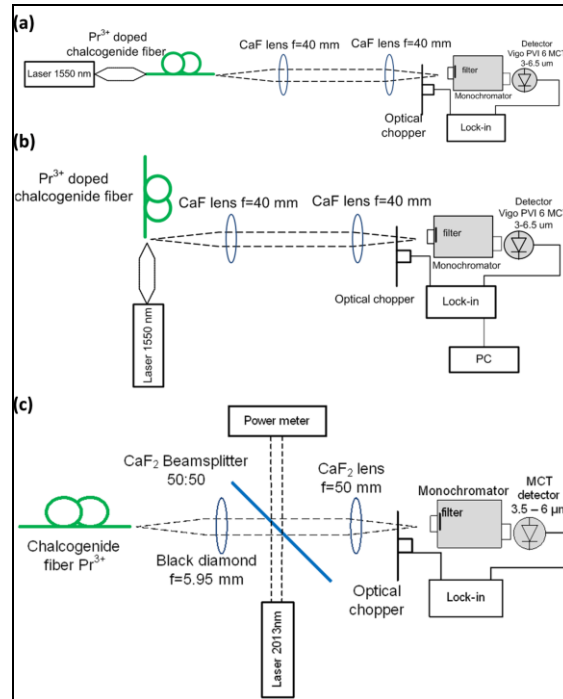 (a)
Pr3+ doped
chalcogenide fiber
Laser 1550 nm
CaF lens f=40 mm
CaF lens f=40 mm
Optical
chopper
filter
Monochromator
Lock-in
Detector
Vigo PVI 6 MCT
3-6.5 um
(b)
Pr3+ doped
chalcogenide fiber
Laser 1550 nm
CaF lens f=40 mm
CaF lens f=40 mm
Optical chopper
filter
Monochromator
Lock-in
PC
Detector
Vigo PVI 6 MCT
3-6.5 um
(c)
Power meter
CaF2 Beamsplitter
50:50
CaF2 lens
f=50 mm
Monochromator
filter
MCT
detector
3.5 – 6 µm
Chalcogenide
fiber Pr3+
Black diamond
f=5.95 mm
Laser 2013nm
Optical
chopper
Lock-in